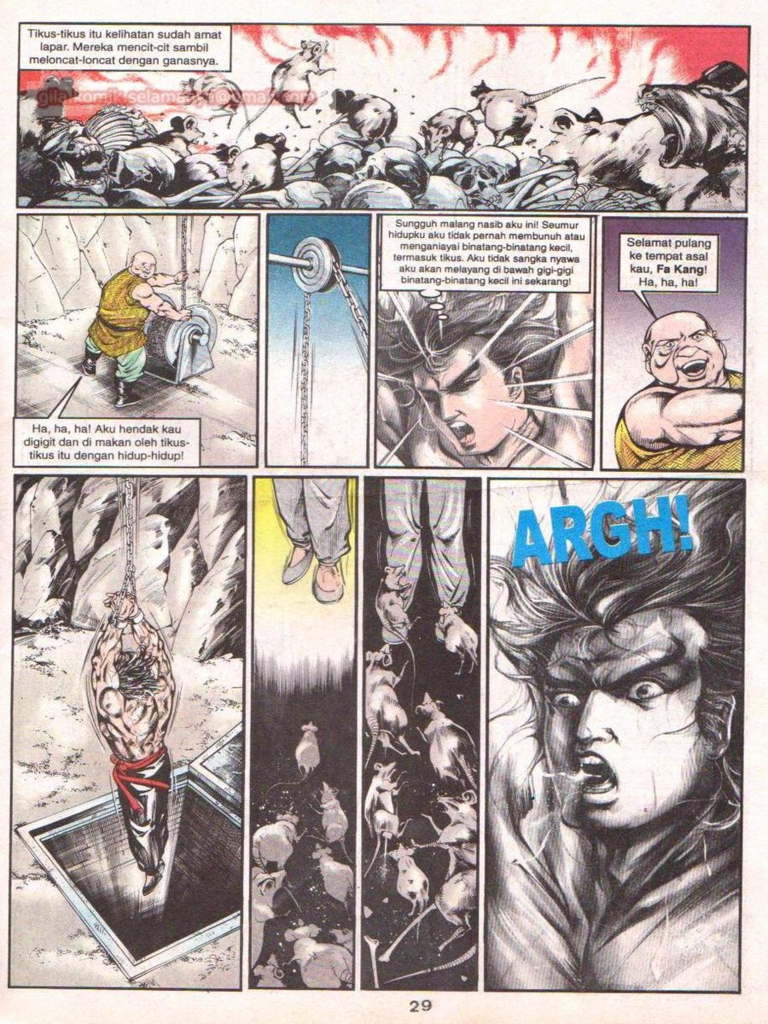 Tikus-tikus itu kelihatan sudah amat
lapar. Mereka mencit-cit sambil
meloncat-loncat dengan ganasnya.
Ha, ha, ha! Aku hendak kau
digigit dan di makan oleh tikus-
tikus itu dengan hidup-hidup!
Sungguh malang nasib aku ini! Seumur
hidupku aku tidak pernah membunuh atau
menganiayai binatang-binatang kecil,
termasuk tikus. Aku tidak sangka nyawa
aku akan melayang di bawah gigi-gigi
binatang-binatang kecil ini sekarang!
Selamat pulang
ke tempat asal
kau, Fa Kang!
Ha, ha, ha!
ARGH!
29